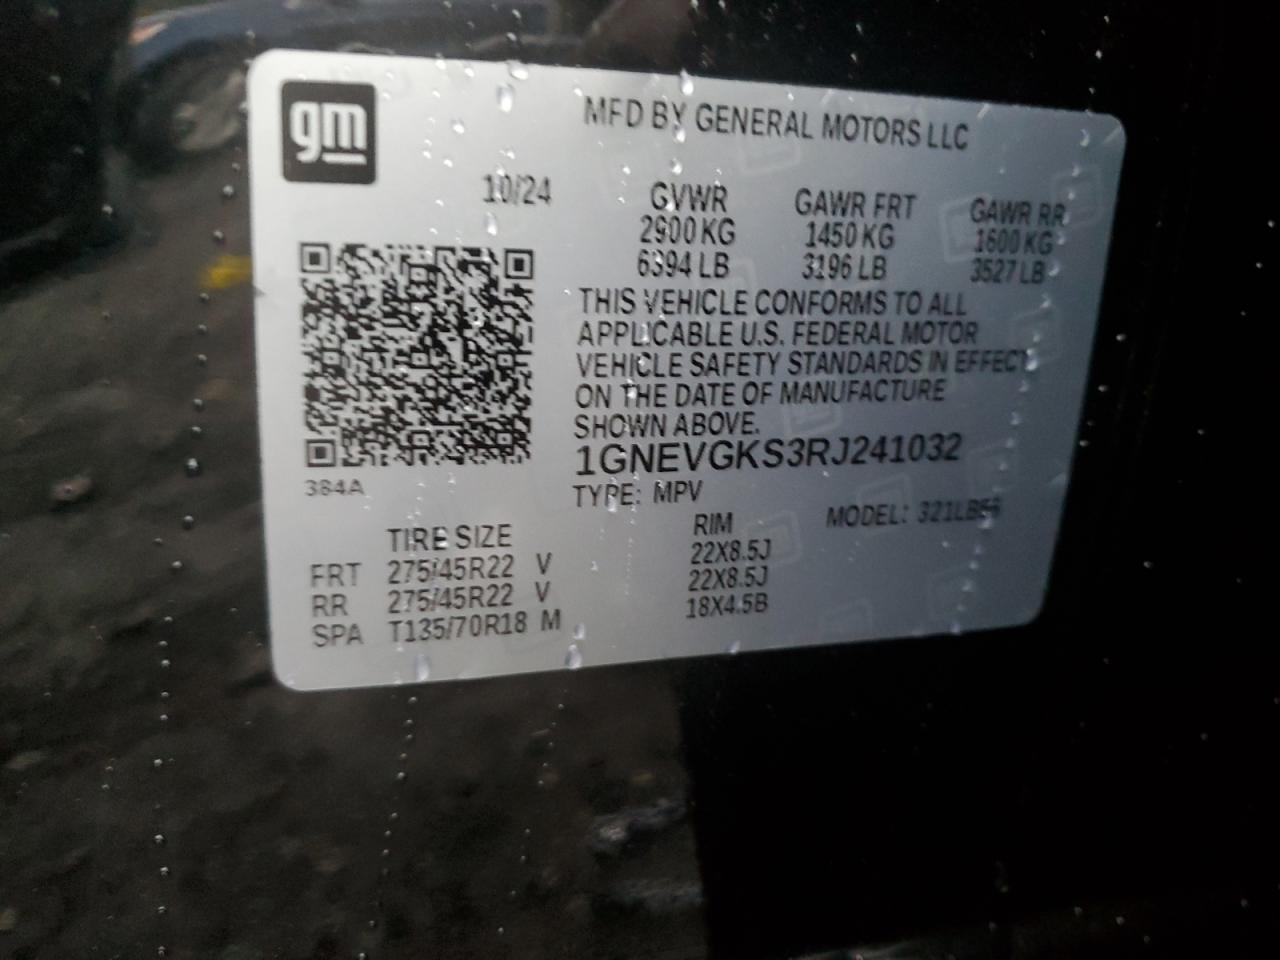 gm
MFD BY GENERAL MOTORS LLC
10/24 GVWR GAWR FRT GAWR RR
2900 KG 1450 KG 1600 KG
6394 LB 3196 LB 3527 LB
THIS VEHICLE CONFORMS TO ALL
APPLICABLE U.S. FEDERAL MOTOR
VEHICLE SAFETY STANDARDS IN EFFECT
ON THE DATE OF MANUFACTURE
SHOWN ABOVE.
1GNEVGKS3RJ241032
384A
TYPE: MPV
MODEL:
TIRE SIZE RIM
FRT 275/45R22 V 22X8.5J
RR 275/45R22 V 22X8.5J
SPA T135/70R18 M 18X4.5B